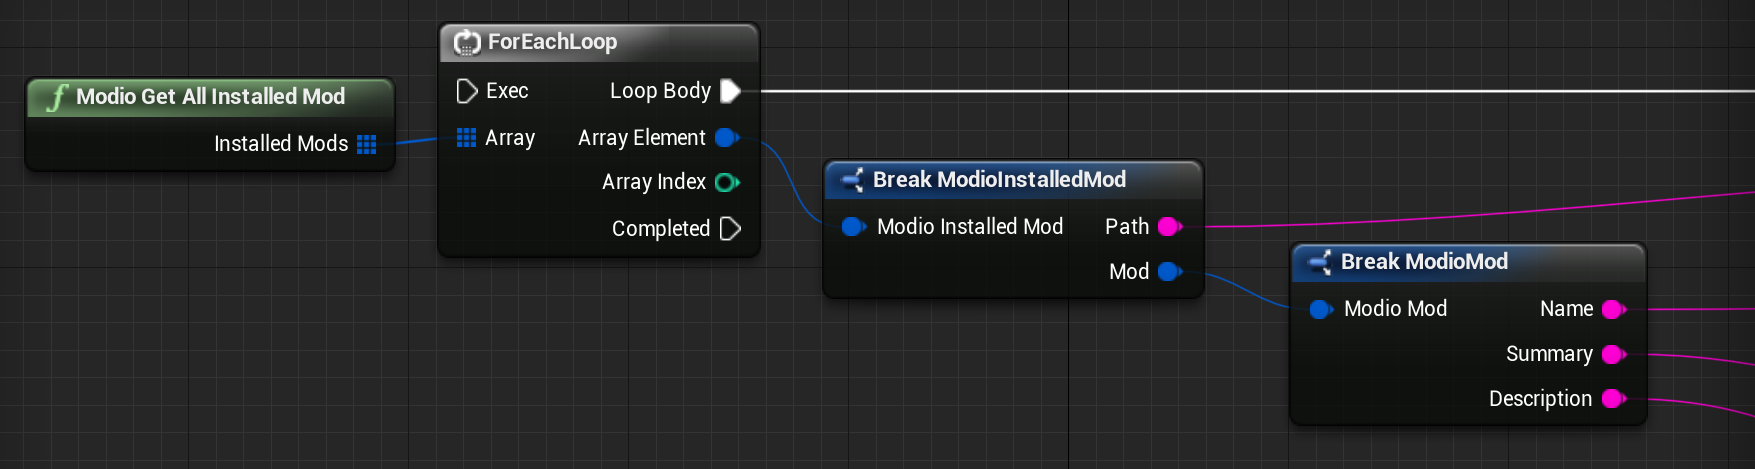 Modio Get All Installed Mod
Installed Mods
ForEachLoop
Exec
Loop Body
Array
Array Element
Array Index
Completed
Break ModioInstalledMod
Modio Installed Mod
Path
Mod
Break ModioMod
Modio Mod
Name
Summary
Description